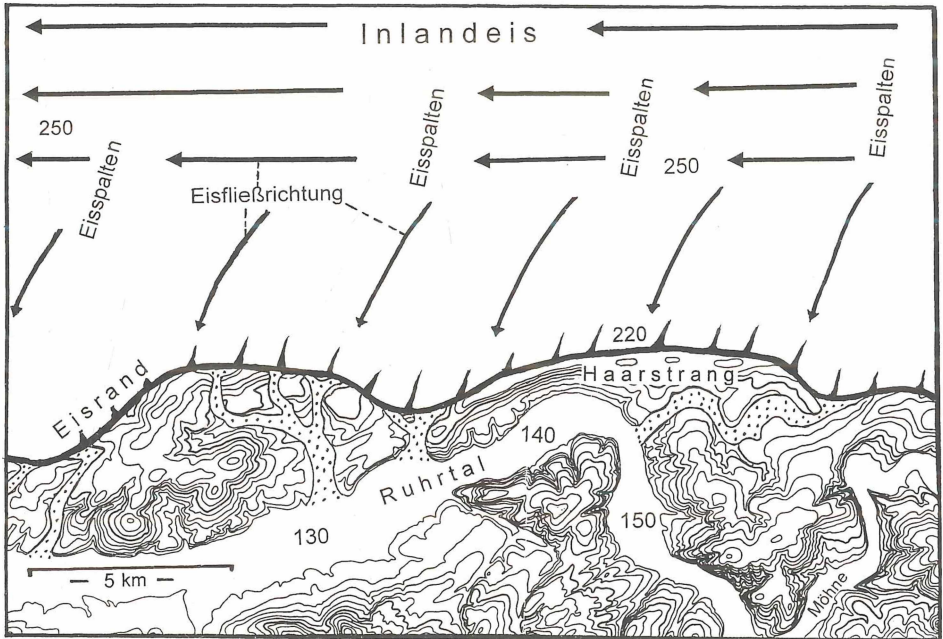 Inlandeis
Eisspalten
Eisspalten
Eisspalten
Eisspalten
250
250
Eisfließrichtung
220
Haarstrang
Eisrand
140
Ruhrtal
150
130
5 km
Möhne